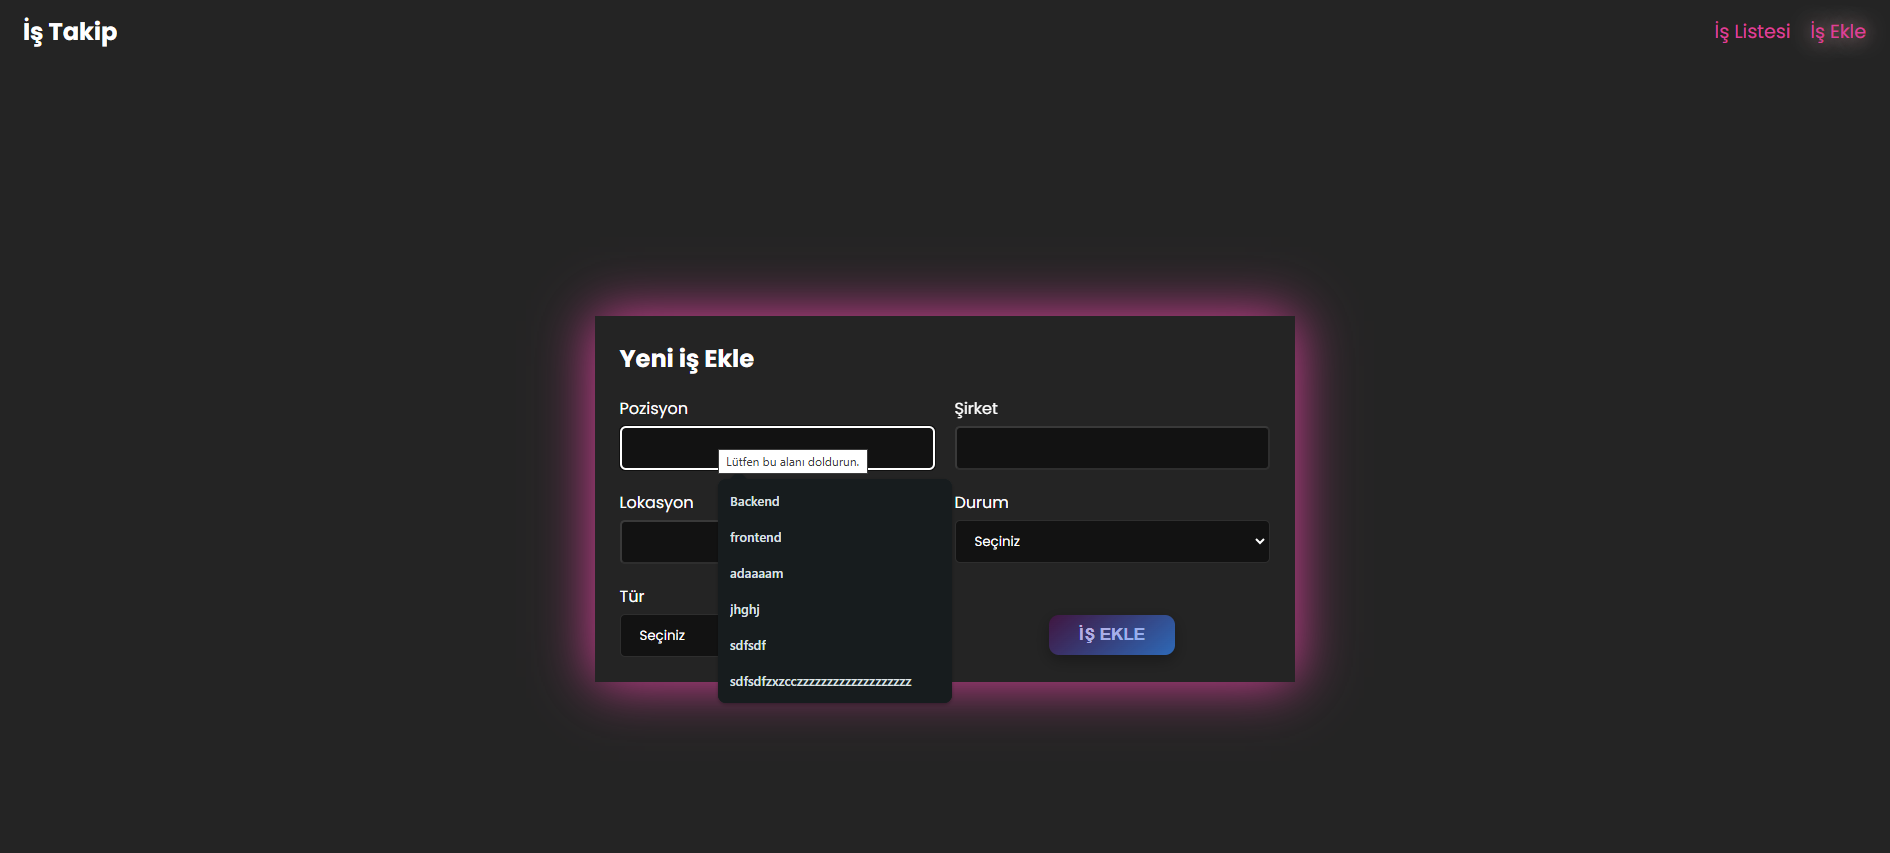 İş Takip
İş Listesi İş Ekle
Yeni iş Ekle
Pozisyon
Şirket
Lütfen bu alanı doldurun.
Backend
frontend
adaaaam
jhghj
sdfsdf
sdfsdfzxzcczzzzzzzzzzzzzzzzzzz
Lokasyon
Durum
Seçiniz
Tür
Seçiniz
İŞ EKLE